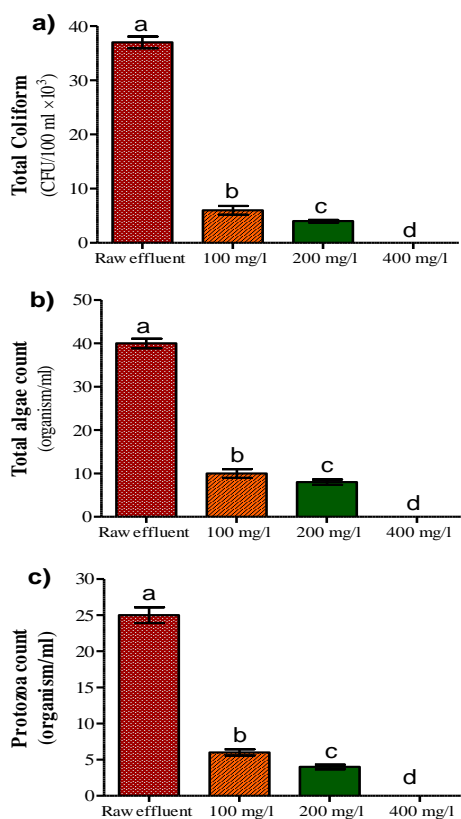 a)
Total Coliform
(CFU/100 ml ×10³)
40
30
20
10
0
a
b
c
d
Raw effluent 100 mg/l 200 mg/l 400 mg/l
b)
Total algae count
(organism/ml)
50
40
30
20
10
0
a
b
c
d
Raw effluent 100 mg/l 200 mg/l 400 mg/l
c)
Protozoa count
(organism/ml)
30
25
20
15
10
5
0
a
b
c
d
Raw effluent 100 mg/l 200 mg/l 400 mg/l